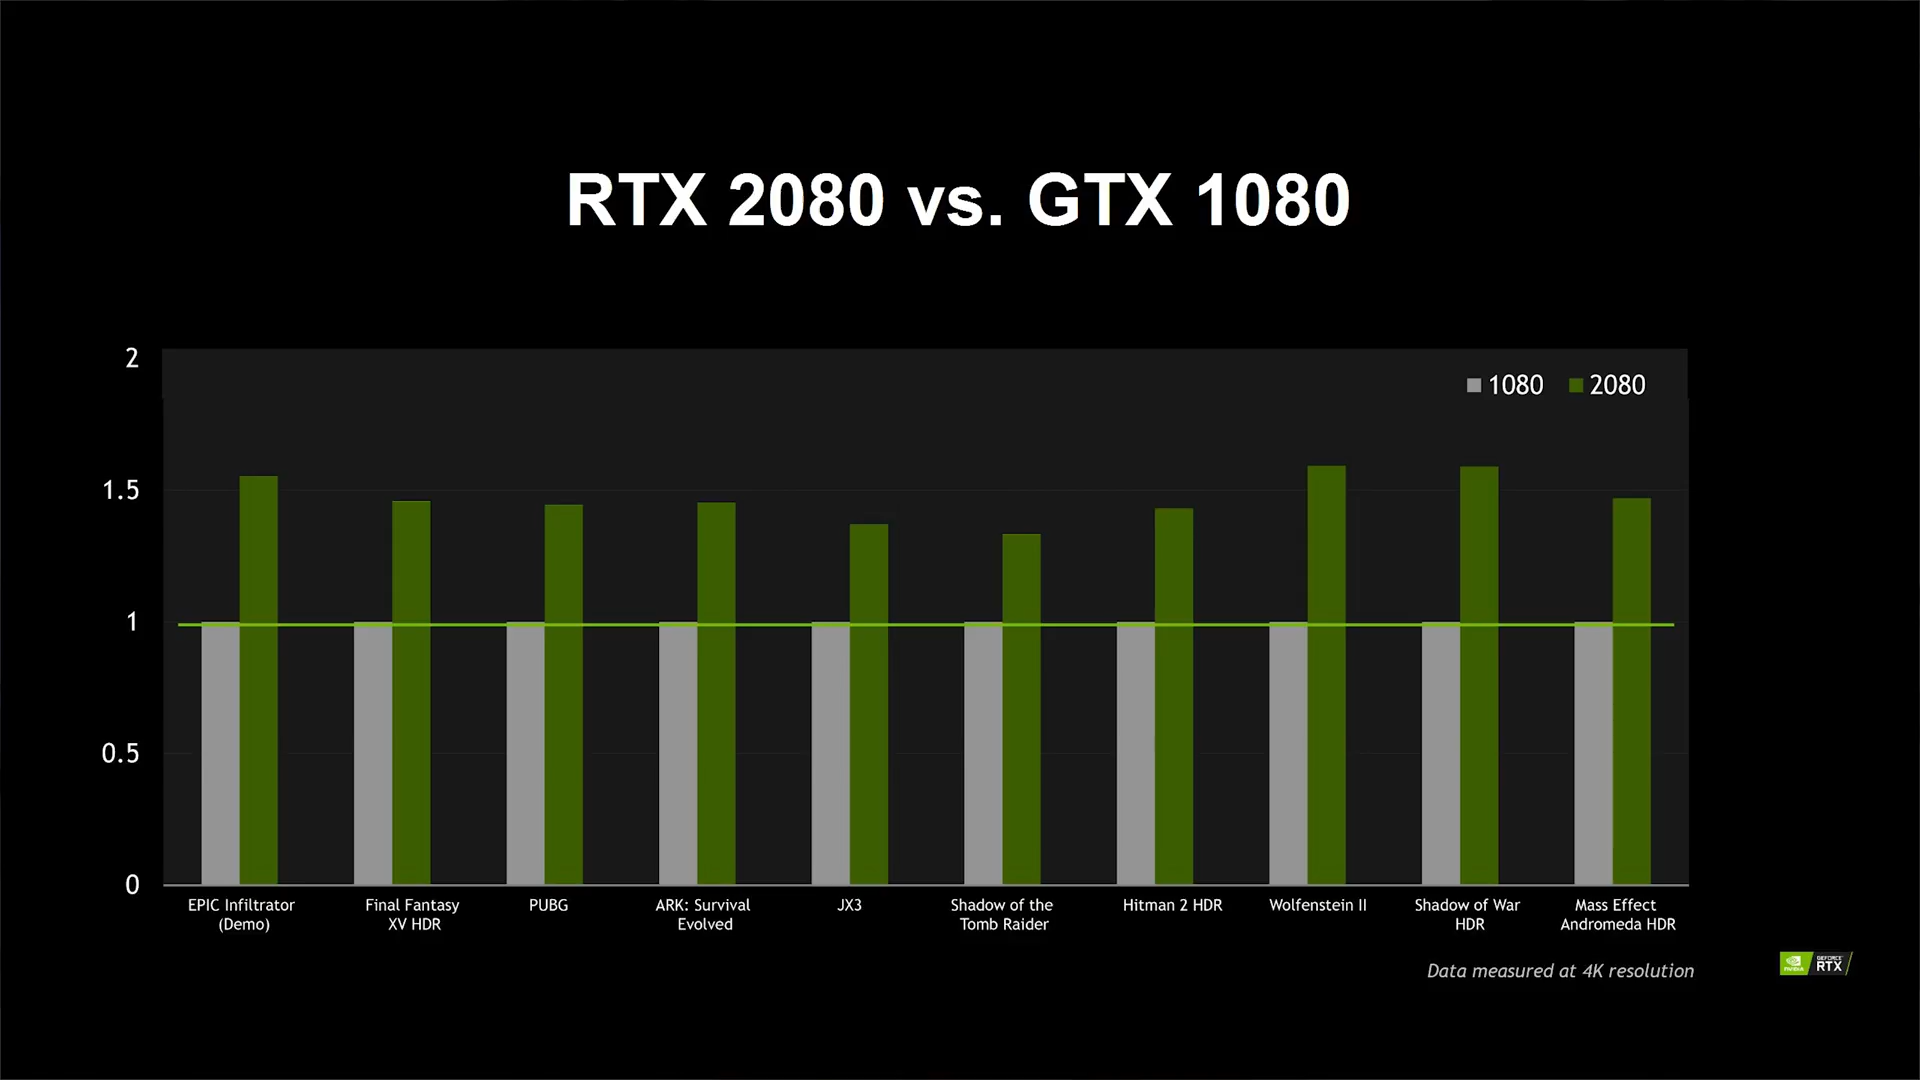 RTX 2080 vs. GTX 1080
2
1080 2080
1.5
1
0.5
0
EPIC Infiltrator
(Demo)
Final Fantasy
XV HDR
PUBG
ARK: Survival
Evolved
JX3
Shadow of the
Tomb Raider
Hitman 2 HDR
Wolfenstein II
Shadow of War
HDR
Mass Effect
Andromeda HDR
Data measured at 4K resolution
NVIDIA
GEFORCE
RTX